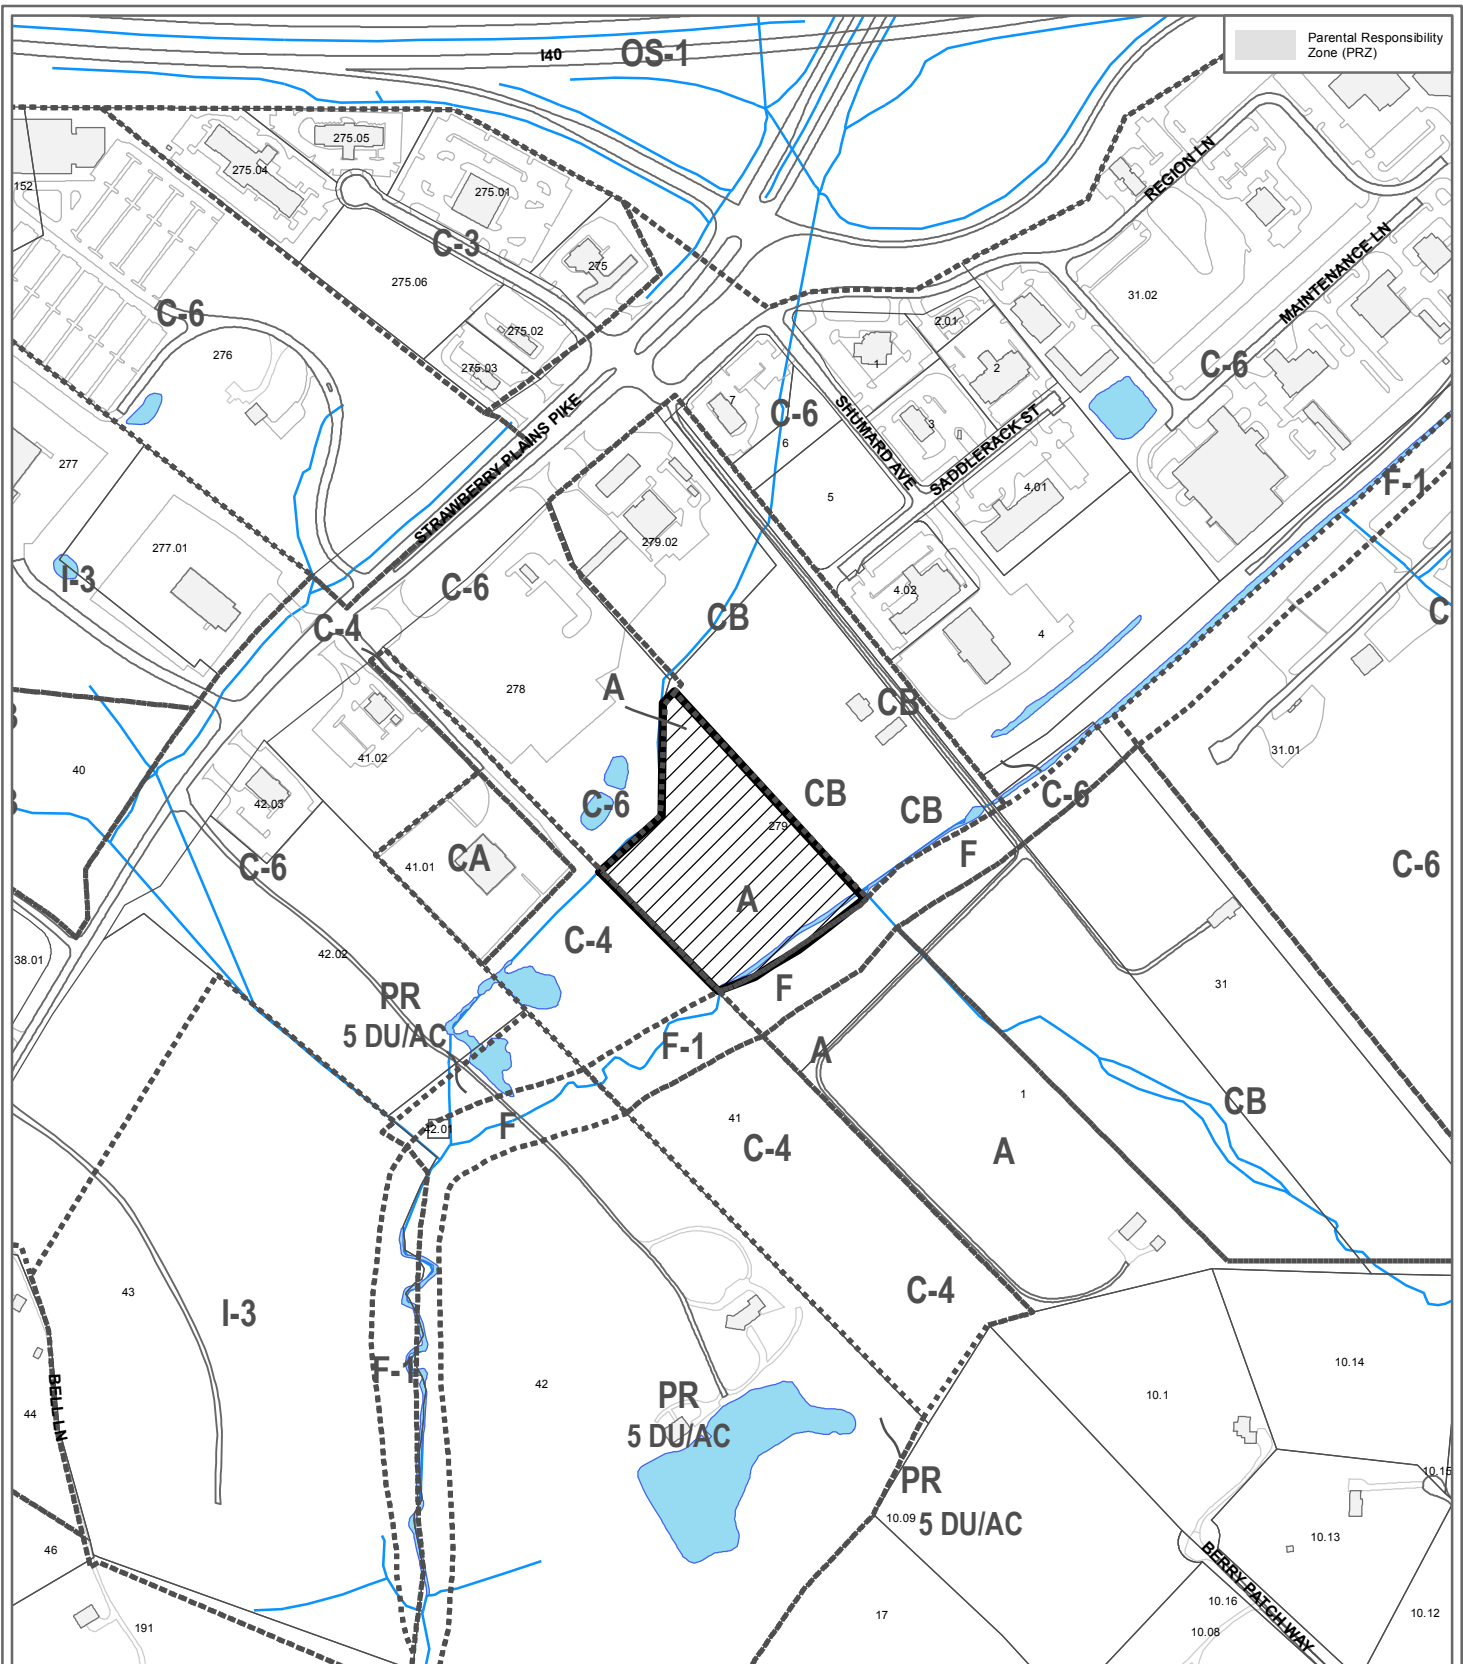 Parental Responsibility
Zone (PRZ)
I40
OS-1
275.05
275.04
152
275.01
REGION LN
C-3
275
275.06
MAINTENANCE LN
31.02
C-6
275.02
2.01
276
275.03
1
2
C-6
7
C-6
SHUMARD AVE
STRAWBERRY PLAINS PIKE
6
3
SADDLERACK ST
277
5
4.01
F-1
277.01
279.02
I-3
C-6
4.02
C-4
CB
C
4
278
A
CB
40
41.02
31.01
42.03
C-6
CB
CB
C-6
279
41.01
CA
F
C-6
C-6
A
C-4
42.02
38.01
PR
5 DU/AC
F
31
F-1
A
1
CB
42.01
F
41
C-4
A
43
I-3
C-4
F-1
42
10.14
BELL LN
PR
5 DU/AC
10.1
44
10.15
PR
5 DU/AC
10.09
10.13
46
BERRY PATCH WAY
10.16
10.12
17
191
10.08